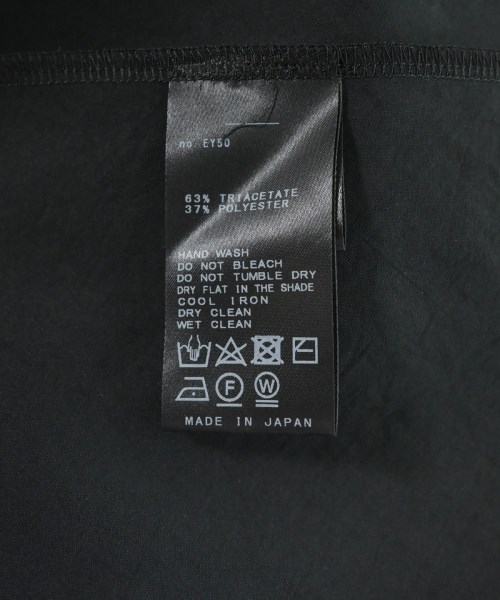 no. EY50
63% TRIACETATE
37% POLYESTER
HAND WASH
DO NOT BLEACH
DO NOT TUMBLE DRY
DRY FLAT IN THE SHADE
COOL IRON
DRY CLEAN
WET CLEAN
F W
MADE IN JAPAN